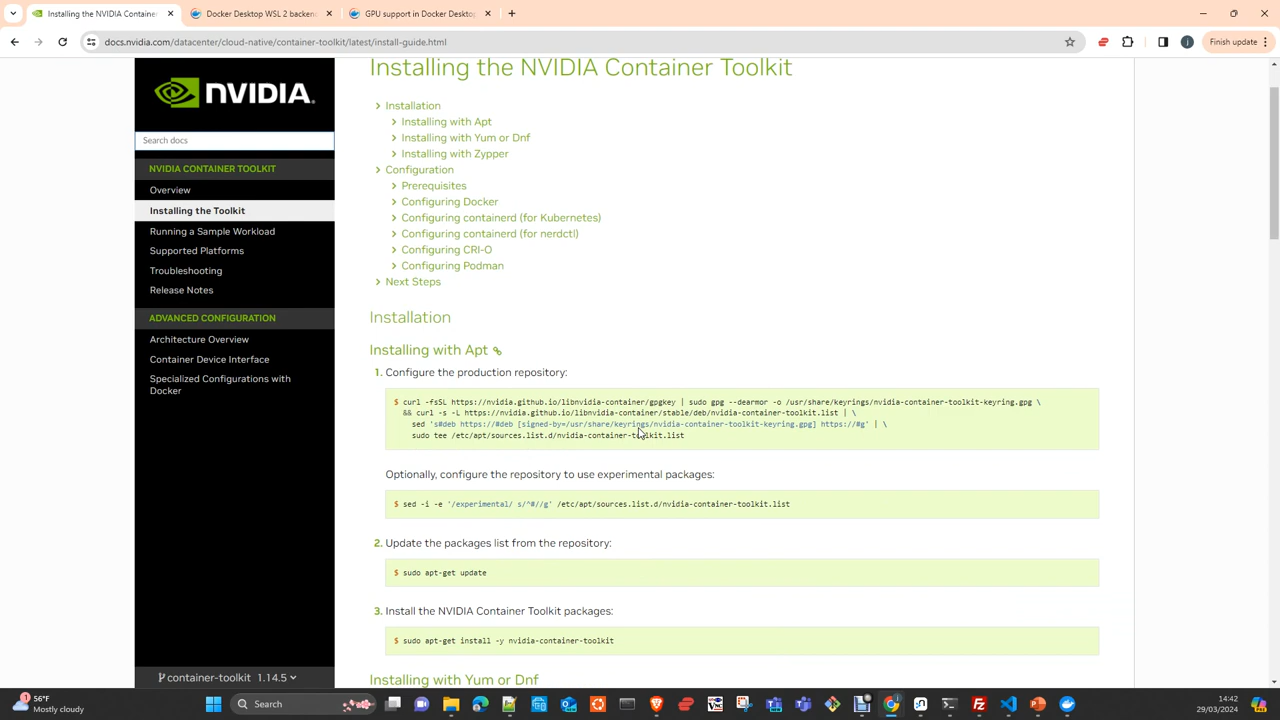 Installing the NVIDIA Container
Docker Desktop WSL 2 backend
GPU support in Docker Desktop
docs.nvidia.com/datacenter/cloud-native/container-toolkit/latest/install-guide.html
Finish update
NVIDIA.
Search docs
NVIDIA CONTAINER TOOLKIT
Overview
Installing the Toolkit
Running a Sample Workload
Supported Platforms
Troubleshooting
Release Notes
ADVANCED CONFIGURATION
Architecture Overview
Container Device Interface
Specialized Configurations with
Docker
container-toolkit 1.14.5
Installing the NVIDIA Container Toolkit
Installation
Installing with Apt
Installing with Yum or Dnf
Installing with Zypper
Configuration
Prerequisites
Configuring Docker
Configuring containerd (for Kubernetes)
Configuring containerd (for nerdctl)
Configuring CRI-O
Configuring Podman
Next Steps
Installation
Installing with Apt
1. Configure the production repository:
$ curl -fsSL https://nvidia.github.io/libnvidia-container/gpgkey | sudo gpg --dearmor -o /usr/share/keyrings/nvidia-container-toolkit-keyring.gpg \
&& curl -s -L https://nvidia.github.io/libnvidia-container/stable/deb/nvidia-container-toolkit.list | \
sed 's#deb https://#deb [signed-by=/usr/share/keyrings/nvidia-container-toolkit-keyring.gpg] https://#g' | \
sudo tee /etc/apt/sources.list.d/nvidia-container-toolkit.list
Optionally, configure the repository to use experimental packages:
$ sed -i -e '/experimental/ s/^#//g' /etc/apt/sources.list.d/nvidia-container-toolkit.list
2. Update the packages list from the repository:
$ sudo apt-get update
3. Install the NVIDIA Container Toolkit packages:
$ sudo apt-get install -y nvidia-container-toolkit
Installing with Yum or Dnf
1
56°F
Mostly cloudy
Search
14:42
29/03/2024